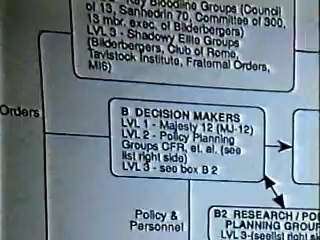 Key Bloodline Groups (Council
of 13, Sanhedrin 70, Committee of 300,
13 mbr. exec. of Bilderbergers)
LVL 3 - Shadowy Elite Groups
(Bilderbergers, Club of Rome,
Tavistock Institute, Fraternal Orders,
MI6)
Orders
B DECISION MAKERS
LVL 1 - Majesty 12 (MJ-12)
LVL 2 - Policy Planning
Groups CFR, et. al. (see
list right side)
LVL 3 - see box B 2
Policy &
Personnel
B2 RESEARCH / 
PLANNING
LVL 3-(see list right